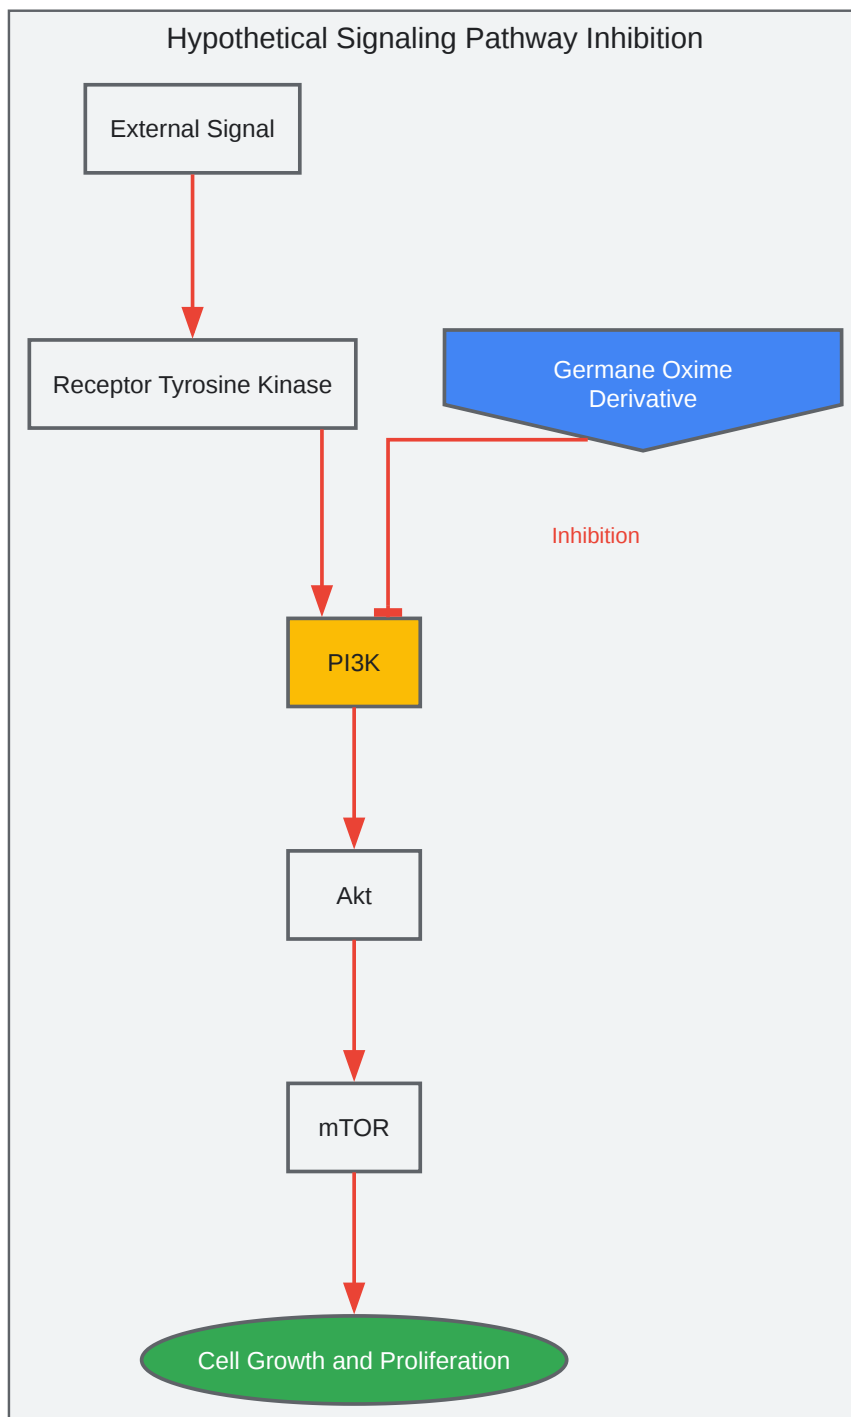 Hypothetical Signaling Pathway Inhibition
External Signal
Receptor Tyrosine Kinase
Germane Oxime
Derivative
Inhibition
PI3K
Akt
mTOR
Cell Growth and Proliferation